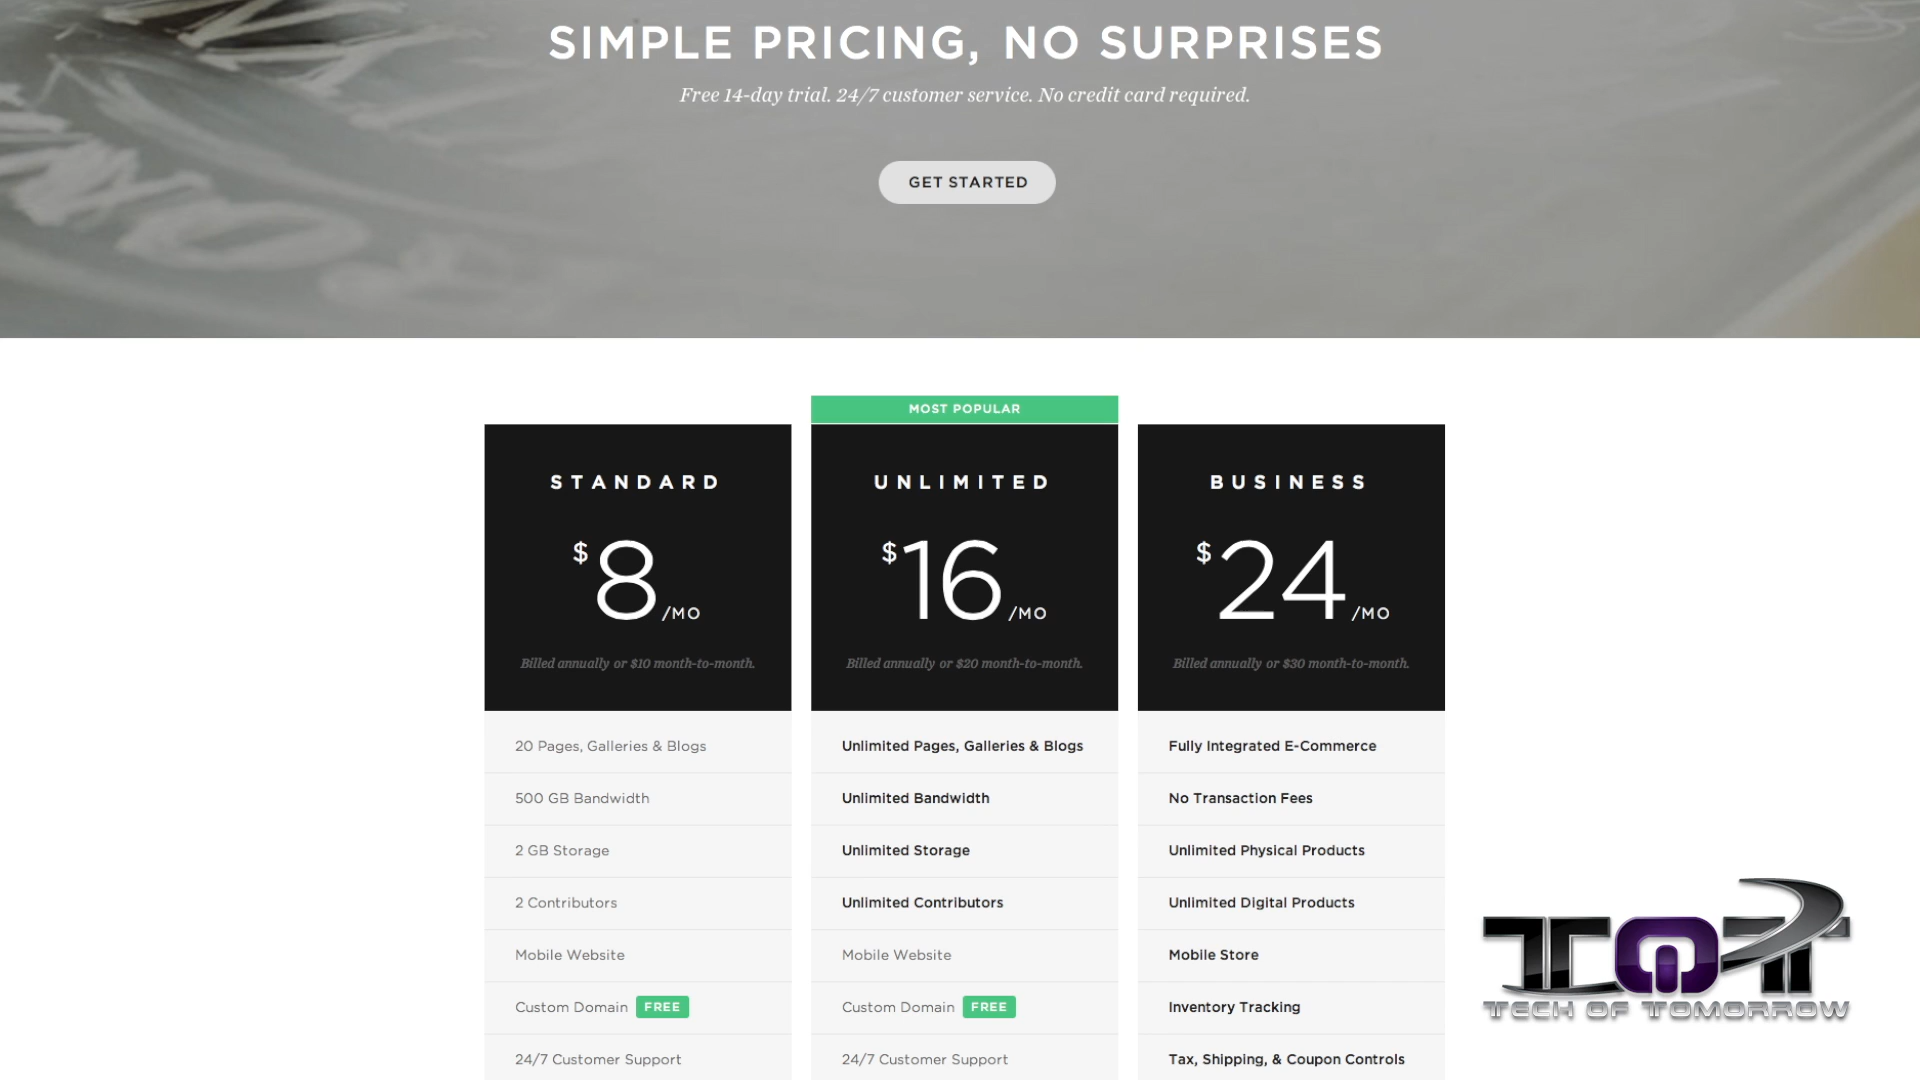 SIMPLE PRICING, NO SURPRISES
Free 14-day trial. 24/7 customer service. No credit card required.
GET STARTED
MOST POPULAR
STANDARD
$8/MO
Billed annually or $10 month-to-month.
20 Pages, Galleries & Blogs
500 GB Bandwidth
2 GB Storage
2 Contributors
Mobile Website
Custom Domain FREE
24/7 Customer Support
UNLIMITED
$16/MO
Billed annually or $20 month-to-month.
Unlimited Pages, Galleries & Blogs
Unlimited Bandwidth
Unlimited Storage
Unlimited Contributors
Mobile Website
Custom Domain FREE
24/7 Customer Support
BUSINESS
$24/MO
Billed annually or $30 month-to-month.
Fully Integrated E-Commerce
No Transaction Fees
Unlimited Physical Products
Unlimited Digital Products
Mobile Store
Inventory Tracking
Tax, Shipping, & Coupon Controls
TOT
TECH OF TOMORROW